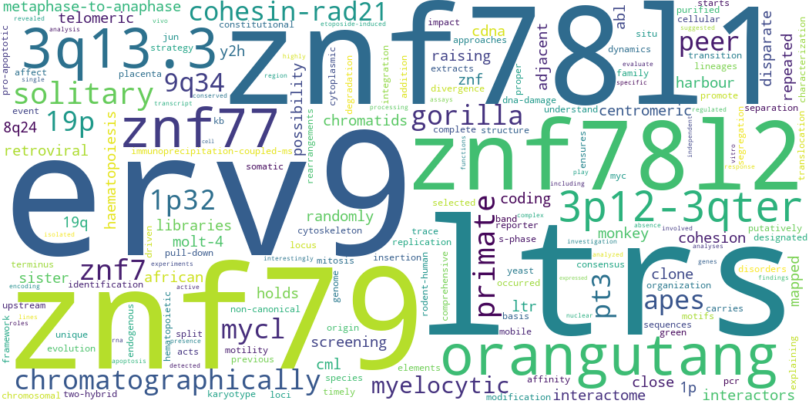 metaphase-to-anaphase cohesin-rad21
revealed telomeric constitutional jun cdna abl impact starts
pro-apoptotic analysis strategy y2h approaches cellular purified
3q13.3 znf78l1 peer
solitary 9q34 placenta affect single event raising znf adjacent disparate repeated
8q24 19p znf77 possibility cytoplasmic degradation integration addition
kb extracts divergence dna-damage proper family specific
situ dynamics evaluate transition lineages promote characterization
retroviral haematopoiesis chromatids gorilla harbour
transcript region highly conserved processing assays
understand ensures play myc centromeric separation
immunoprecipitation-coupled-ms rearrangements complete structure
erv9 znf78l2
somatic 1p32 cell functions including regulated independent segregation response vitro translocation
19q libraries randomly coding 3p12-3qter
driven cytoskeleton selected band reporter monkey putatively
molt-4 locus trace cohesion designated
isolated pull-down mitosis insertion replication s-phase
sister znf7 african ltrs primate
terminus identification active experiments interestingly
upstream encoding holds ltr yeast consensus clone disorders
znf79 mycl non-canonical origin occurred organization findings mapped
framework unique evolution endogenous hematopoietic split motility acts previous
roles rna presence detected apoptosis
screening species elements basis mobile pt3 apes
comprehensive rodent-human genome
motifs nuclear carries sequences green genes analyses
cml timely orangutang
chromatographically myelocytic close 1p explaining
chromosomal two-hybrid karyotype loci affinity modification interactome pcr interactors